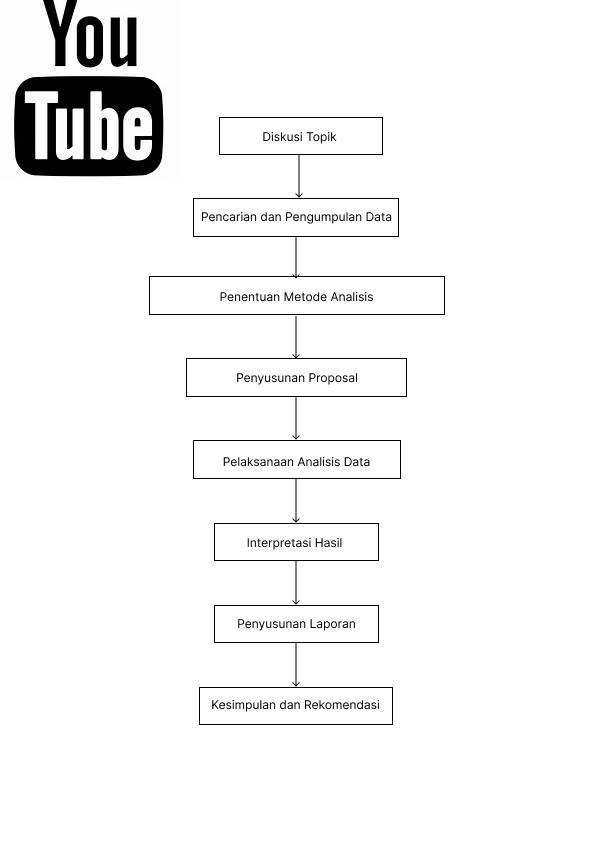 You
Tube
Diskusi Topik
Pencarian dan Pengumpulan Data
Penentuan Metode Analisis
Penyusunan Proposal
Pelaksanaan Analisis Data
Interpretasi Hasil
Penyusunan Laporan
Kesimpulan dan Rekomendasi